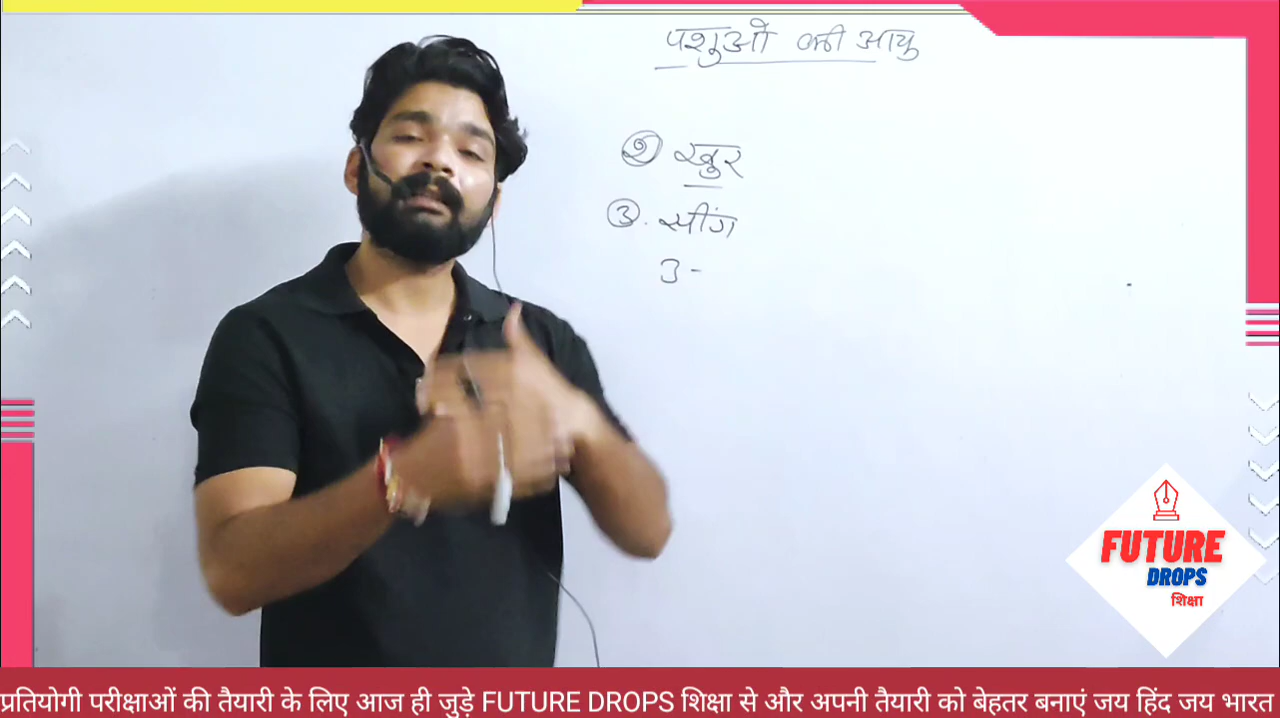 पशुओं की आयु
② खुर
③. सींग
3-
FUTURE
DROPS
शिक्षा
प्रतियोगी परीक्षाओं की तैयारी के लिए आज ही जुड़े FUTURE DROPS शिक्षा से और अपनी तैयारी को बेहतर बनाएं जय हिंद जय भारत